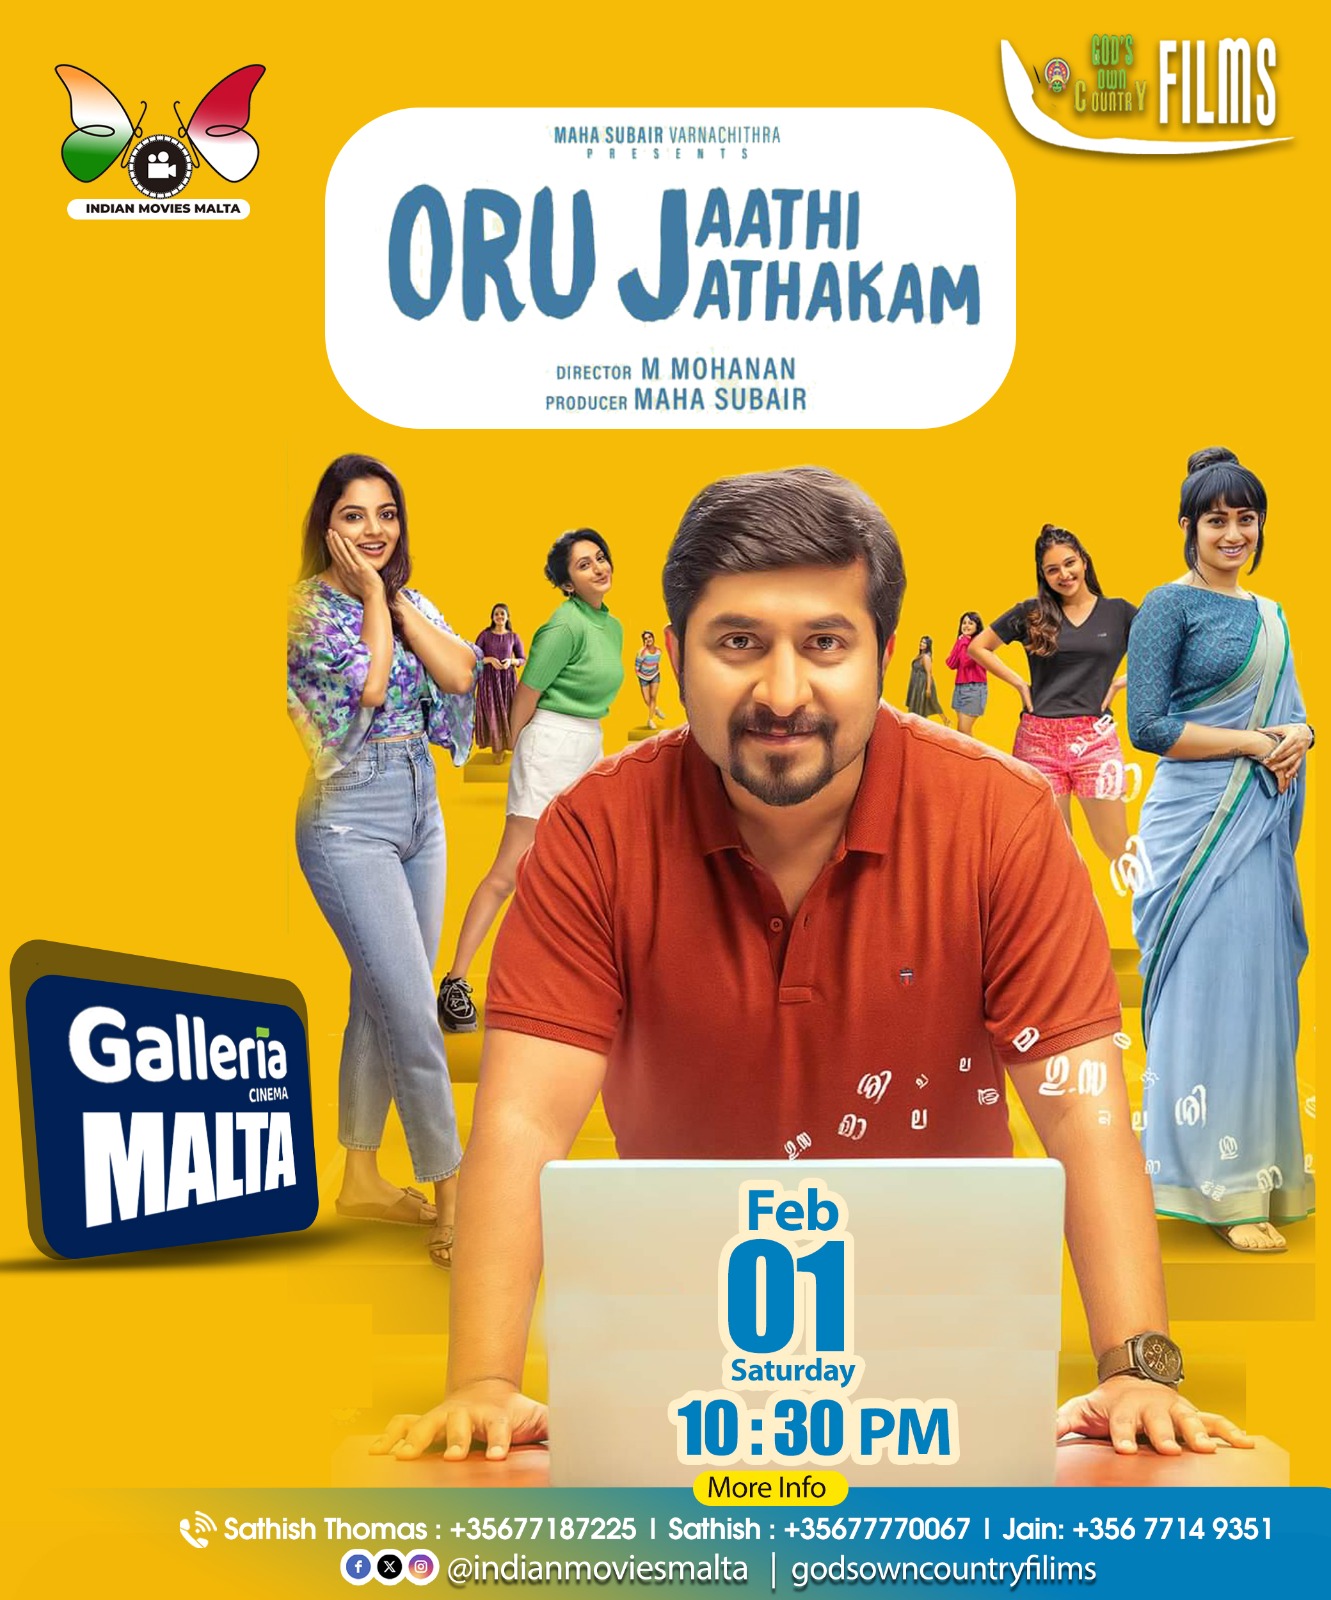 INDIAN MOVIES MALTA
GOD'S
OWN
COUNTRY
FILMS
MAHA SUBAIR VARNACHITHRA
PRESENTS
ORU JAATHI
JATHAKAM
DIRECTOR M MOHANAN
PRODUCER MAHA SUBAIR
Galleria
CINEMA
MALTA
Feb
01
Saturday
10:30 PM
More Info
Sathish Thomas : +35677187225 | Sathish : +35677770067 | Jain: +356 7714 9351
@indianmoviesmalta | godsowncountryfilims